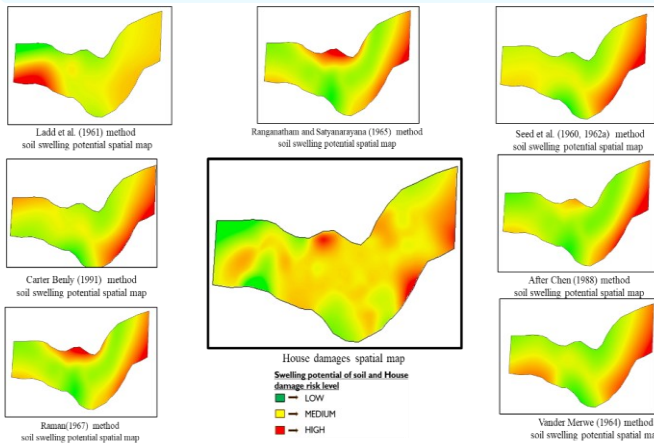 Ladd et al. (1961) method
soil swelling potential spatial map
Ranganatham and Satyanarayana (1965) method
soil swelling potential spatial map
Seed et al. (1960, 1962a) method
soil swelling potential spatial map
Carter Benly (1991) method
soil swelling potential spatial map
After Chen (1988) method
soil swelling potential spatial map
House damages spatial map
Swelling potential of soil and House
damage risk level
LOW
MEDIUM
HIGH
Raman(1967) method
soil swelling potential spatial map
Vander Merwe (1964) method
soil swelling potential spatial ma